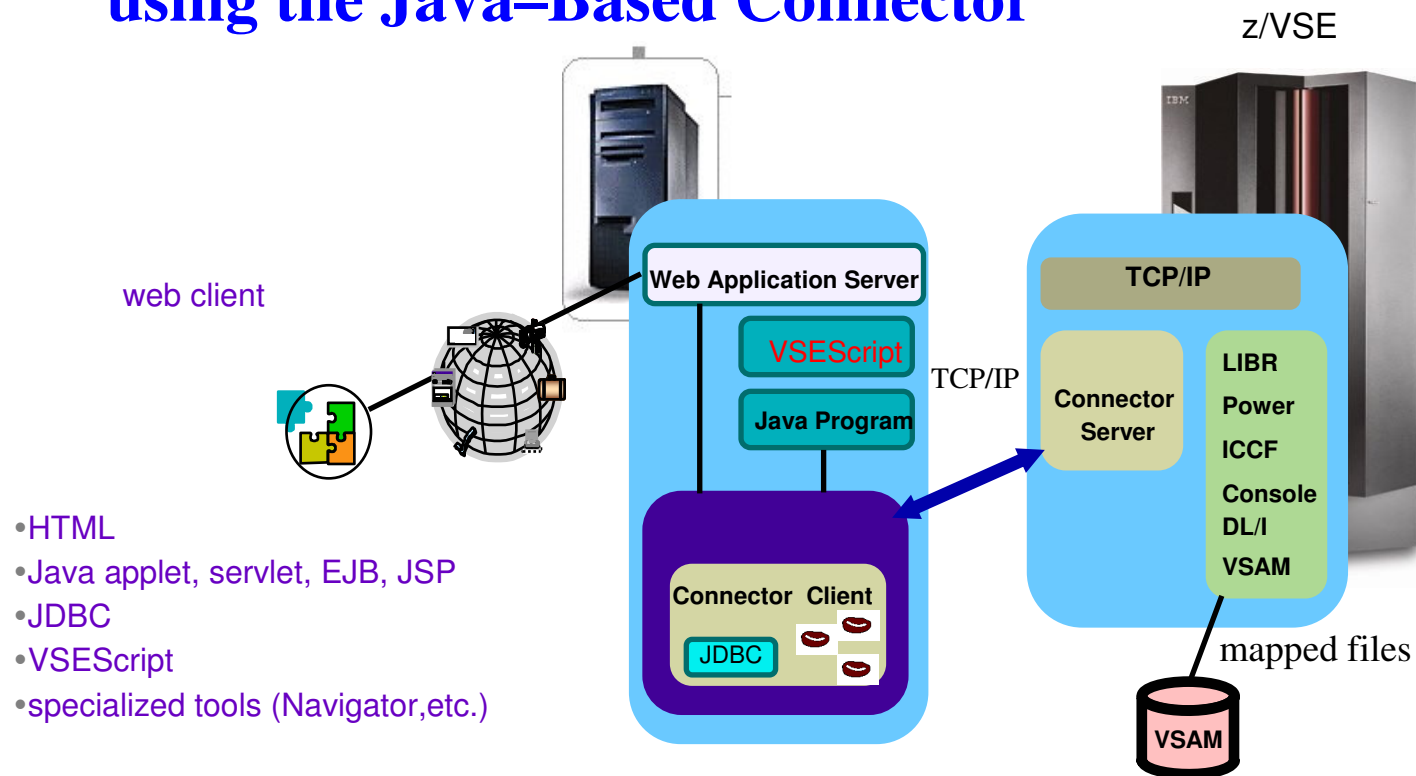 using the Java–Based Connector
z/VSE
IBM
web client
Web Application Server
VSEScript
Java Program
TCP/IP
TCP/IP
Connector
Server
LIBR
Power
ICCF
Console
DL/I
VSAM
Connector Client
JDBC
mapped files
VSAM
•HTML
•Java applet, servlet, EJB, JSP
•JDBC
•VSEScript
•specialized tools (Navigator,etc.)